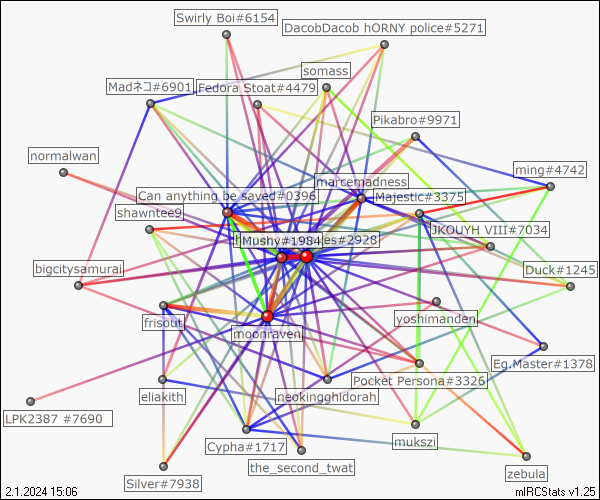 Swirly Boi#6154
DacobDacob hORNY police#5271
somass
Madネコ#6901
Fedora Stoat#4479
Pikabro#9971
normalwan
ming#4742
marcemadness
Can anything be saved#0396
Majestic#3375
shawntee9
JKOUYH VIII#7034
Mushy#1984
es#2928
bigcitysamurai
Duck#1245
frisout
moonraven
yoshimanden
Eg.Master#1378
Pocket Persona#3326
eliakith
neokingghidorah
LPK2387 #7690
Cypha#1717
mukszi
the_second_twat
zebula
Silver#7938
2.1.2024 15:06
mIRCStats v1.25